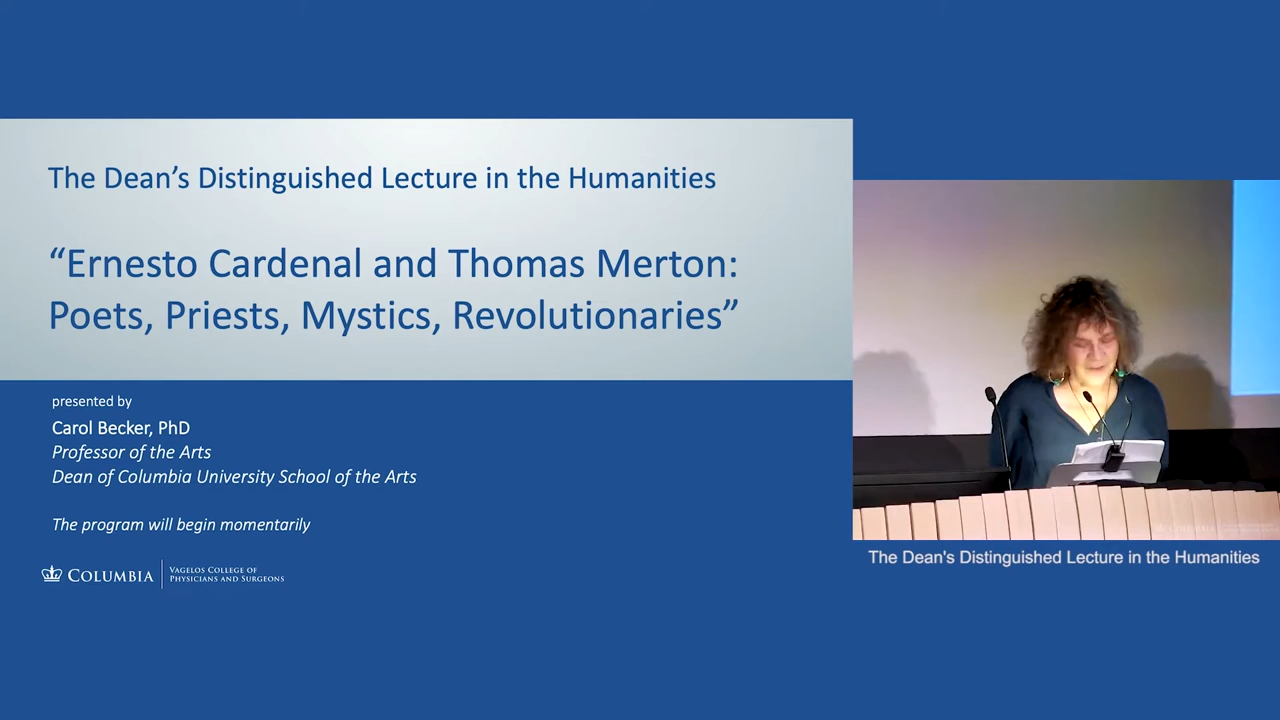 The Dean’s Distinguished Lecture in the Humanities
“Ernesto Cardenal and Thomas Merton:
Poets, Priests, Mystics, Revolutionaries”
presented by
Carol Becker, PhD
Professor of the Arts
Dean of Columbia University School of the Arts
The program will begin momentarily
COLUMBIA
VAGELOS COLLEGE OF
PHYSICIANS AND SURGEONS
The Dean's Distinguished Lecture in the Humanities